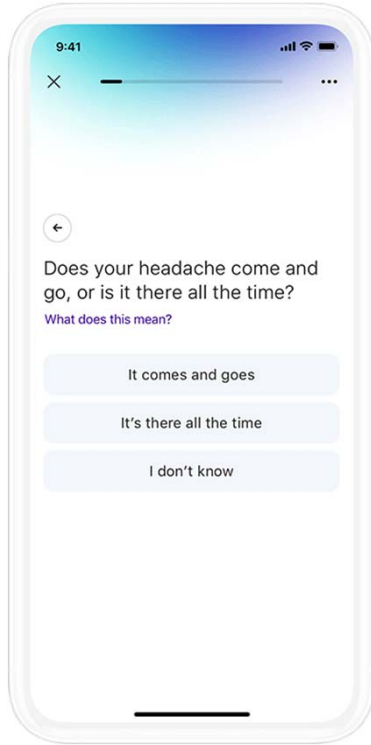 9:41
Does your headache come and
go, or is it there all the time?
What does this mean?
It comes and goes
It’s there all the time
I don’t know